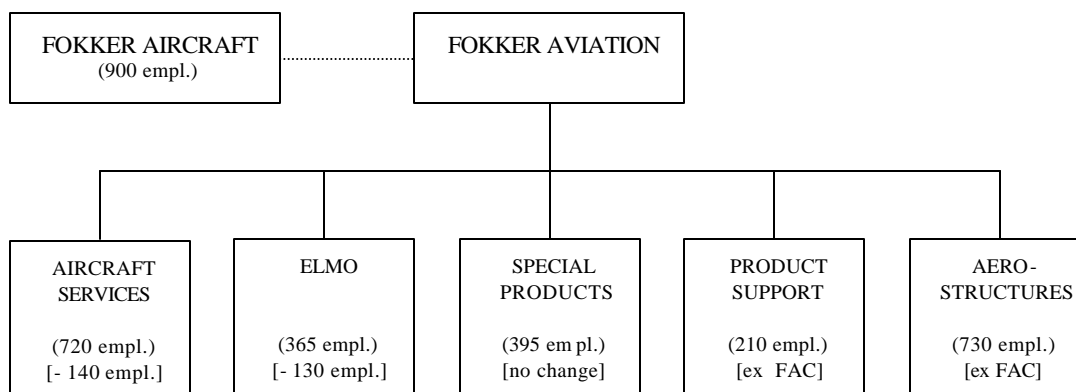 FOKKER AIRCRAFT
(900 empl.)
FOKKER AVIATION
AIRCRAFT
SERVICES
(720 empl.)
[- 140 empl.]
ELMO
(365 empl.)
[- 130 empl.]
SPECIAL
PRODUCTS
(395 em pl.)
[no change]
PRODUCT
SUPPORT
(210 empl.)
[ex FAC]
AERO-
STRUCTURES
(730 empl.)
[ex FAC]